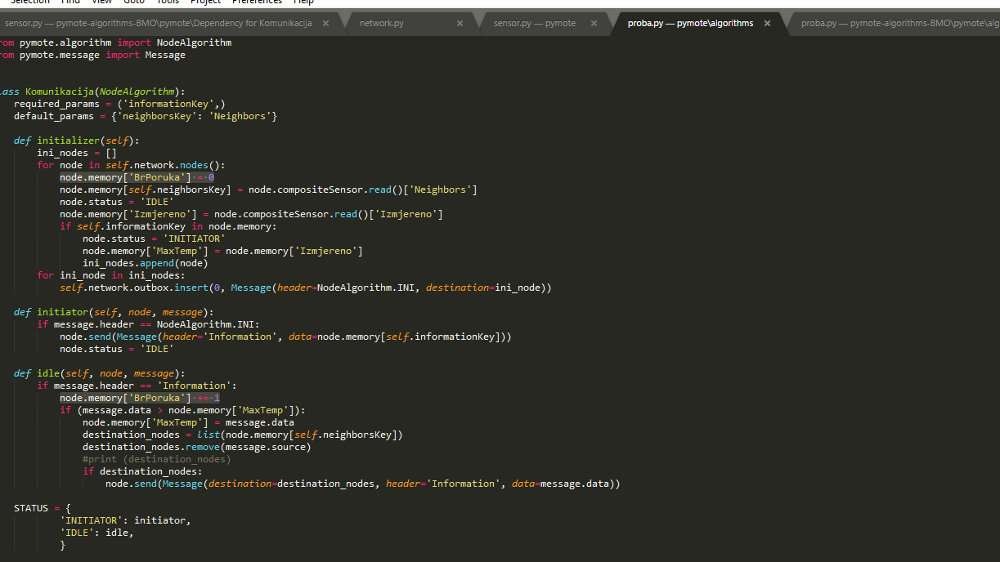 Selection Find View Goto Tools Project Preferences Help
sensor.py — pymote-algorithms-BMO\pymote\Dependency for Komunikacija × network.py × sensor.py — pymote × proba.py — pymote\algorithms × proba.py — pymote-algorithms-BMO\pymote\alg
rom pymote.algorithm import NodeAlgorithm
rom pymote.message import Message
lass Komunikacija(NodeAlgorithm):
    required_params = ('informationKey',)
    default_params = {'neighborsKey': 'Neighbors'}
    def initializer(self):
        ini_nodes = []
        for node in self.network.nodes():
            node.memory['BrPoruka'] = 0
            node.memory[self.neighborsKey] = node.compositeSensor.read()['Neighbors']
            node.status = 'IDLE'
            node.memory['Izmjereno'] = node.compositeSensor.read()['Izmjereno']
            if self.informationKey in node.memory:
                node.status = 'INITIATOR'
                node.memory['MaxTemp'] = node.memory['Izmjereno']
                ini_nodes.append(node)
        for ini_node in ini_nodes:
            self.network.outbox.insert(0, Message(header=NodeAlgorithm.INI, destination=ini_node))
    def initiator(self, node, message):
        if message.header == NodeAlgorithm.INI:
            node.send(Message(header='Information', data=node.memory[self.informationKey]))
            node.status = 'IDLE'
    def idle(self, node, message):
        if message.header == 'Information':
            node.memory['BrPoruka'] += 1
            if (message.data > node.memory['MaxTemp']):
                node.memory['MaxTemp'] = message.data
                destination_nodes = list(node.memory[self.neighborsKey])
                destination_nodes.remove(message.source)
                #print (destination_nodes)
                if destination_nodes:
                    node.send(Message(destination=destination_nodes, header='Information', data=message.data))
    STATUS = {
            'INITIATOR': initiator,
            'IDLE': idle,
            }